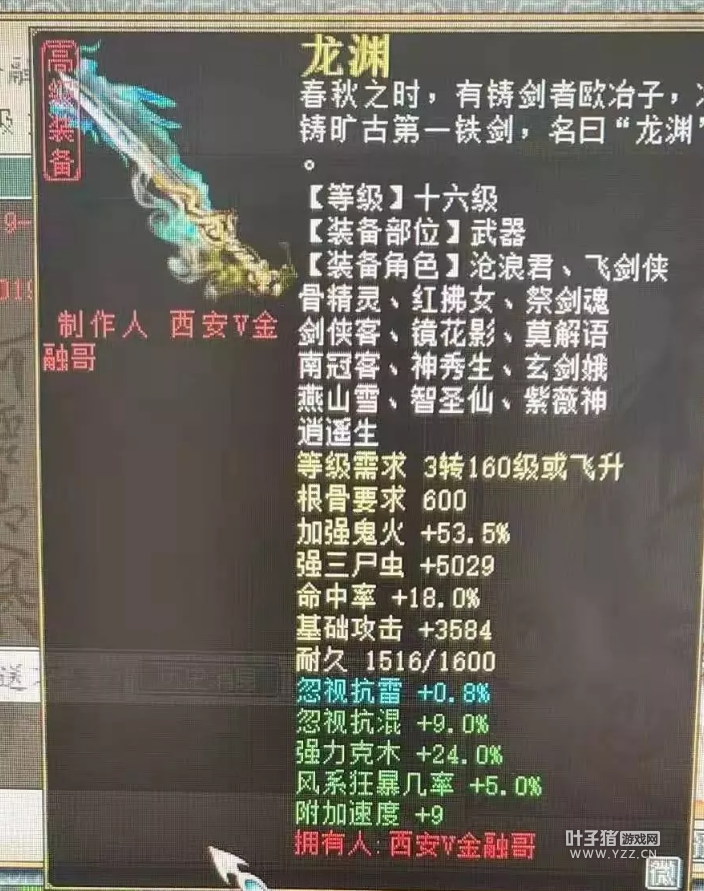 高级装备
龙渊
春秋之时，有铸剑者欧冶子，
铸旷古第一铁剑，名曰“龙渊”
。
【等级】十六级
【装备部位】武器
【装备角色】沧浪君、飞剑侠
骨精灵、红拂女、祭剑魂
剑侠客、镜花影、莫解语
南冠客、神秀生、玄剑娥
燕山雪、智圣仙、紫薇神
逍遥生
制作人 西安V金
融哥
等级需求 3转160级或飞升
根骨要求 600
加强鬼火 +53.5%
强三尸虫 +5029
命中率 +18.0%
基础攻击 +3584
耐久 1516/1600
忽视抗雷 +0.8%
忽视抗混 +9.0%
强力克木 +24.0%
风系狂暴几率 +5.0%
附加速度 +9
拥有人:西安V金融哥
叶子猪游戏网
www.YZZ.CN
微